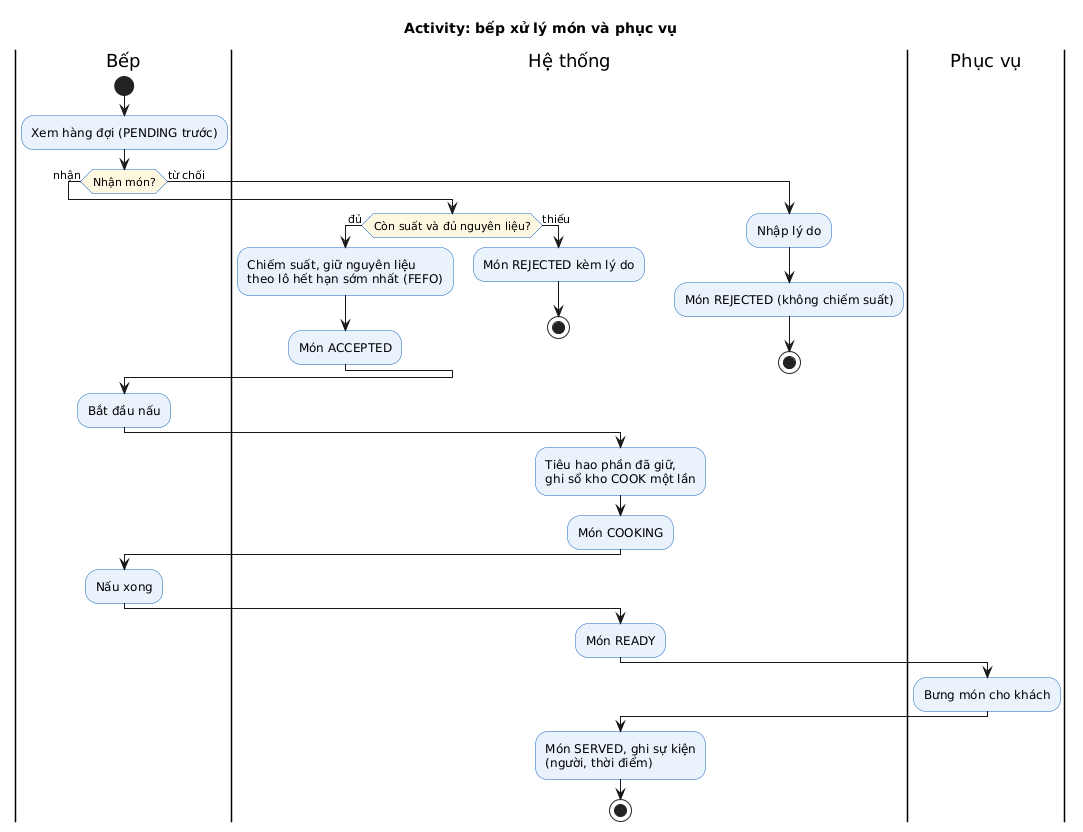 Activity: bếp xử lý món và phục vụ
Bếp
Hệ thống
Phục vụ
Xem hàng đợi (PENDING trước)
nhận
Nhận món?
từ chối
đủ
Còn suất và đủ nguyên liệu?
thiếu
Nhập lý do
Chiếm suất, giữ nguyên liệu
theo lô hết hạn sớm nhất (FEFO)
Món REJECTED kèm lý do
Món REJECTED (không chiếm suất)
Món ACCEPTED
Bắt đầu nấu
Tiêu hao phần đã giữ,
ghi sổ kho COOK một lần
Món COOKING
Nấu xong
Món READY
Bưng món cho khách
Món SERVED, ghi sự kiện
(người, thời điểm)